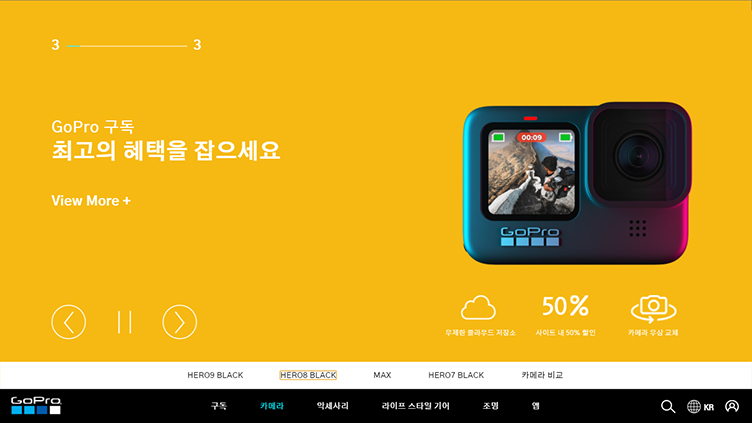 3 3
GoPro 구독
최고의 혜택을 잡으세요
View More +
00:09
GoPro
50%
무제한 클라우드 저장소
사이트 내 50% 할인
카메라 무상 교체
HERO9 BLACK HERO8 BLACK MAX HERO7 BLACK 카메라 비교
GoPro 구독 카메라 악세사리 라이프 스타일 기어 조명 앱 KR